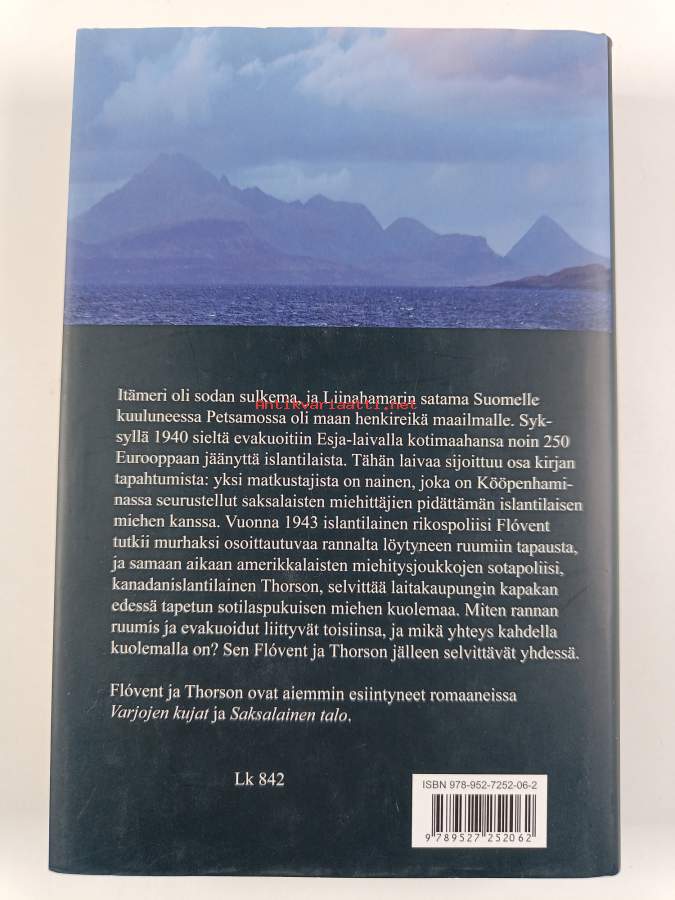 Itämeri oli sodan sulkema, ja Liinahamarin satama Suomelle
Antikvariaatti.net
kuuluneessa Petsamossa oli maan henkireikä maailmalle. Syk-
syllä 1940 sieltä evakuoitiin Esja-laivalla kotimaahansa noin 250
Eurooppaan jäänyttä islantilaista. Tähän laivaa sijoittuu osa kirjan
tapahtumista: yksi matkustajista on nainen, joka on Kööpenhami-
nassa seurustellut saksalaisten miehittäjien pidättämän islantilaisen
miehen kanssa. Vuonna 1943 islantilainen rikospoliisi Flóvent
tutkii murhaksi osoittautuvaa rannalta löytyneen ruumiin tapausta,
ja samaan aikaan amerikkalaisten miehitysjoukkojen sotapoliisi,
kanadanislantilainen Thorson, selvittää laitakaupungin kapakan
edessä tapetun sotilaspukuisen miehen kuolemaa. Miten rannan
ruumis ja evakuoidut liittyvät toisiinsa, ja mikä yhteys kahdella
kuolemalla on? Sen Flóvent ja Thorson jälleen selvittävät yhdessä.
Flóvent ja Thorson ovat aiemmin esiintyneet romaaneissa
Varjojen kujat ja Saksalainen talo.
Lk 842
ISBN 978-952-7252-06-2
9 789527 252062